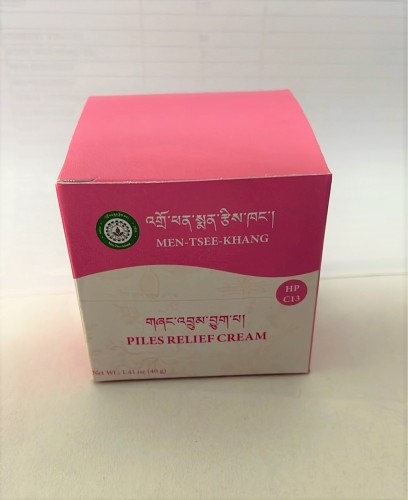 འགྲོ་ཕན་སྨན་རྩིས་ཁང་།
MEN-TSEE-KHANG
HP
C13
གཞང་འབྲུམ་བྱུག་པ།
PILES RELIEF CREAM
Net Wt., 1.41 oz (40 g)